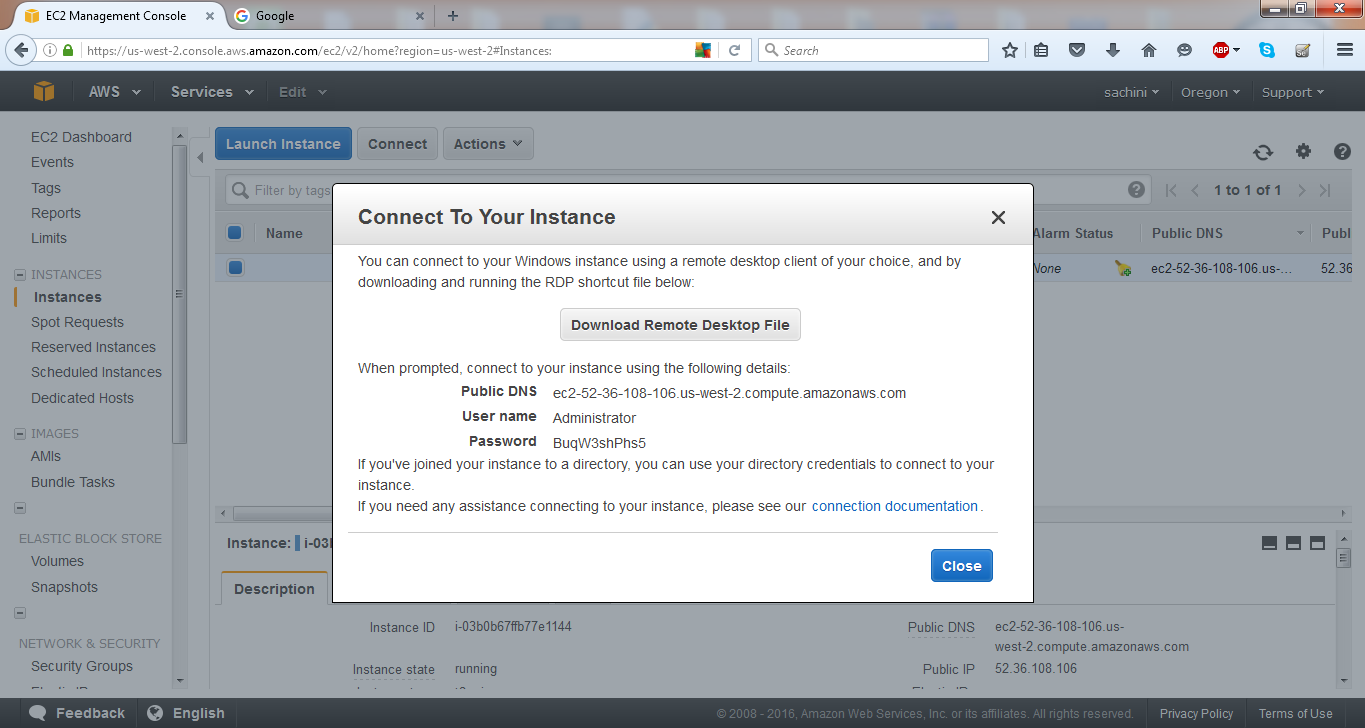 EC2 Management Console
Google
https://us-west-2.console.aws.amazon.com/ec2/v2/home?region=us-west-2#Instances:
Search
ABP
AWS
Services
Edit
sachini
Oregon
Support
EC2 Dashboard
Events
Tags
Reports
Limits
INSTANCES
Instances
Spot Requests
Reserved Instances
Scheduled Instances
Dedicated Hosts
IMAGES
AMIs
Bundle Tasks
ELASTIC BLOCK STORE
Volumes
Snapshots
NETWORK & SECURITY
Security Groups
Launch Instance
Connect
Actions
Filter by tags
1 to 1 of 1
Name
Alarm Status
Public DNS
Publ
None
ec2-52-36-108-106.us-...
52.36
Connect To Your Instance
You can connect to your Windows instance using a remote desktop client of your choice, and by
downloading and running the RDP shortcut file below:
Download Remote Desktop File
When prompted, connect to your instance using the following details:
Public DNS ec2-52-36-108-106.us-west-2.compute.amazonaws.com
User name Administrator
Password BuqW3shPhs5
If you've joined your instance to a directory, you can use your directory credentials to connect to your
instance.
If you need any assistance connecting to your instance, please see our connection documentation.
Close
Instance: i-03b
Description
Instance ID i-03b0b67ffb77e1144
Public DNS ec2-52-36-108-106.us-
west-2.compute.amazonaws.com
Instance state running
Public IP 52.36.108.106
Feedback
English
© 2008 - 2016, Amazon Web Services, Inc. or its affiliates. All rights reserved.
Privacy Policy
Terms of Use